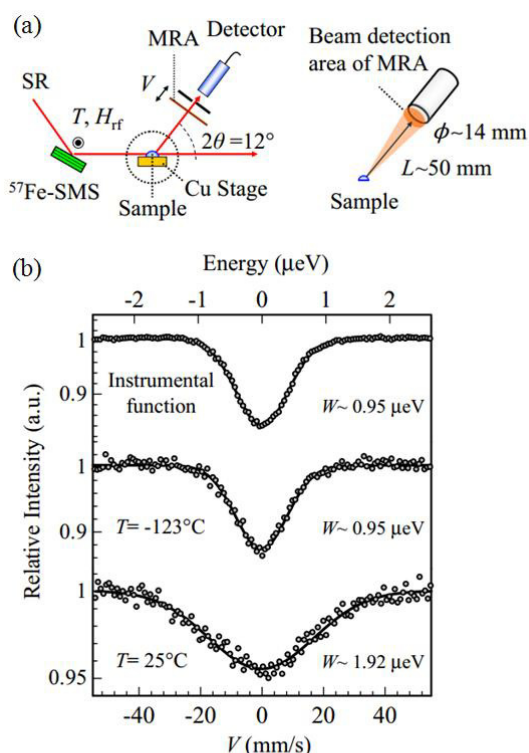 (a)
MRA
Detector
Beam detection
area of MRA
SR
V
T, H_rf
2θ =12°
ϕ~14 mm
L~50 mm
⁵⁷Fe-SMS
Cu Stage
Sample
Sample
(b)
Energy (µeV)
-2 -1 0 1 2
1
Instrumental
function
0.9
W~ 0.95 µeV
1
0.9
T= -123°C
W~ 0.95 µeV
1
T= 25°C
W~ 1.92 µeV
0.95
Relative Intensity (a.u.)
-40 -20 0 20 40
V (mm/s)